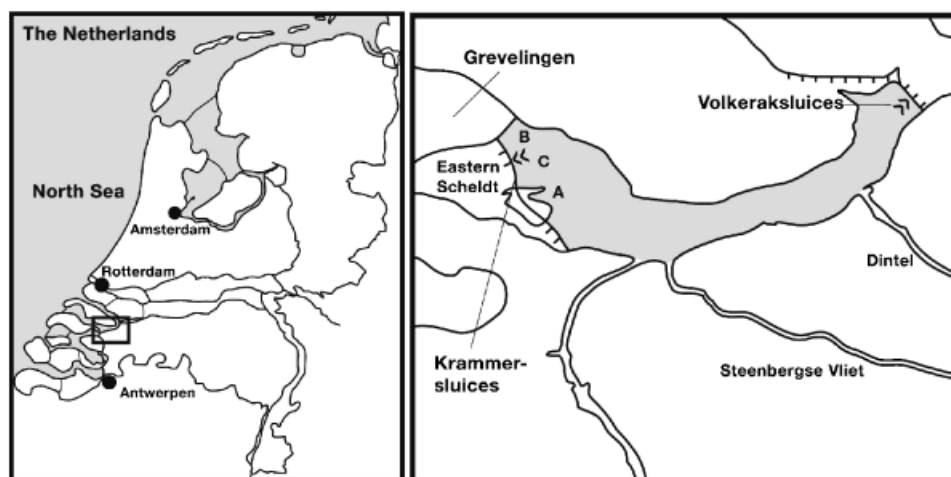 The Netherlands
North Sea
Amsterdam
Rotterdam
Antwerpen
Grevelingen
Volkeraksluices
B
C
Eastern
Scheldt
A
Dintel
Krammer-
sluices
Steenbergse Vliet